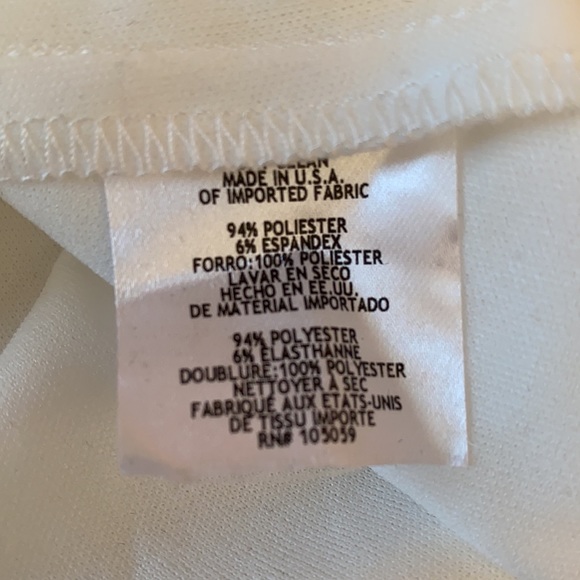 CLEAN
MADE IN U.S.A.
OF IMPORTED FABRIC
94% POLIESTER
6% ESPANDEX
FORRO:100% POLIESTER
LAVAR EN SECO
HECHO EN EE.UU.
DE MATERIAL IMPORTADO
94% POLYESTER
6% ELASTHANNE
DOUBLURE:100% POLYESTER
NETTOYER A SEC
FABRIQUE AUX ETATS-UNIS
DE TISSU IMPORTE
RN# 105059